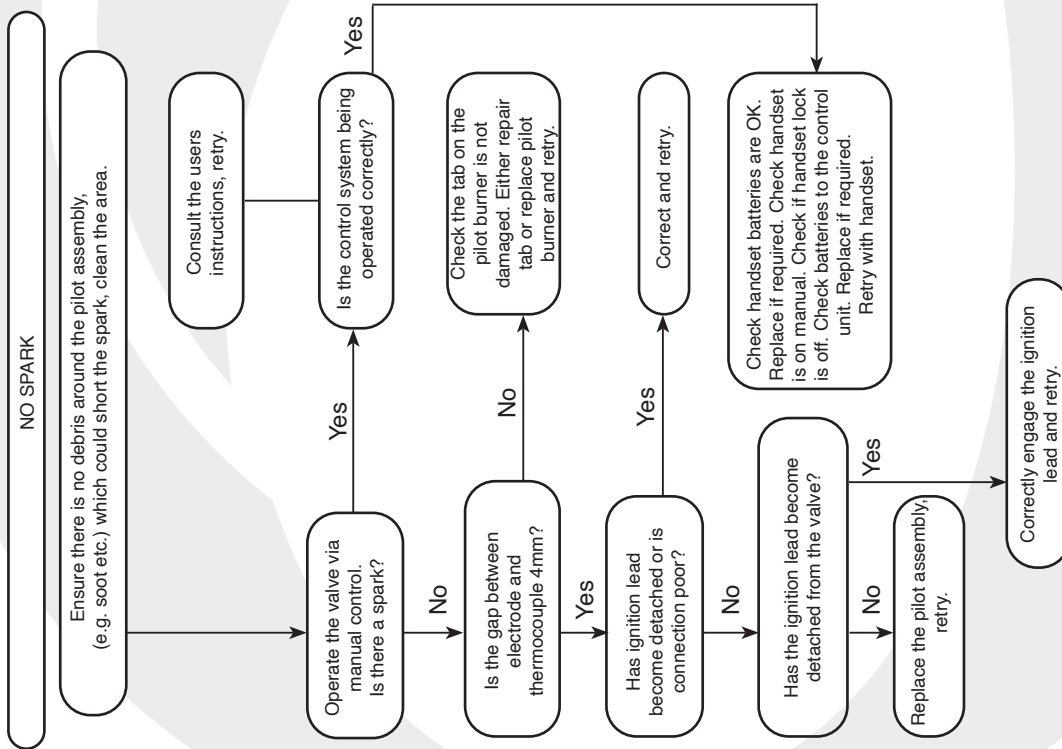 NO SPARK
Ensure there is no debris around the pilot assembly,
(e.g. soot etc.) which could short the spark, clean the area.
Consult the users
instructions, retry.
Operate the valve via
manual control.
Is there a spark?
Yes
Is the control system being
operated correctly?
Yes
No
Is the gap between
electrode and
thermocouple 4mm?
No
Check the tab on the
pilot burner is not
damaged. Either repair
tab or replace pilot
burner and retry.
Yes
Has ignition lead
become detached or is
connection poor?
Yes
Correct and retry.
No
Has the ignition lead become
detached from the valve?
Check handset batteries are OK.
Replace if required. Check handset
is on manual. Check if handset lock
is off. Check batteries to the control
unit. Replace if required.
Retry with handset.
No
Yes
Replace the pilot assembly,
retry.
Correctly engage the ignition
lead and retry.